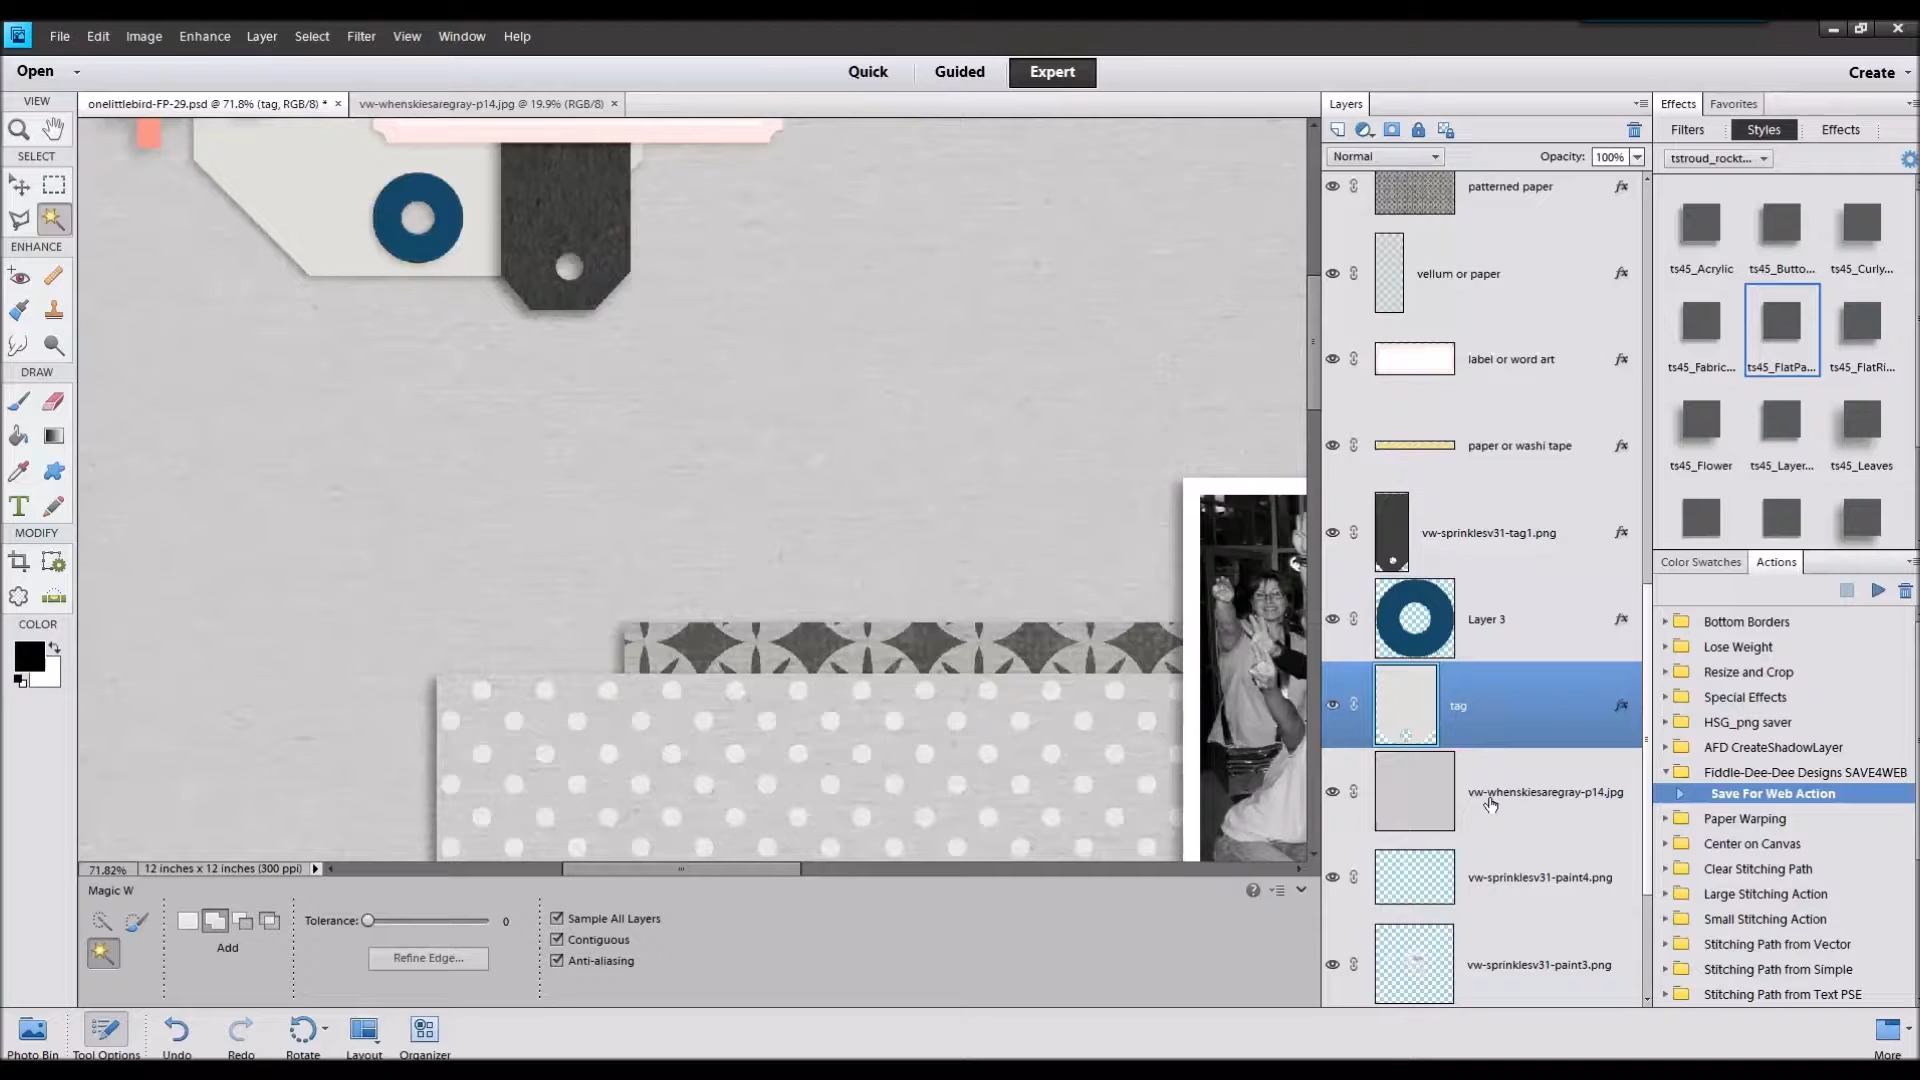 File Edit Image Enhance Layer Select Filter View Window Help
Open Quick Guided Expert Create
VIEW
SELECT
ENHANCE
DRAW
MODIFY
COLOR
onelittlebird-FP-29.psd @ 71.8% (tag, RGB/8) * × vw-whenskiesaregray-p14.jpg @ 19.9% (RGB/8) ×
71.82% 12 inches x 12 inches (300 ppi)
Magic W
Add
Tolerance: 0
Refine Edge...
Sample All Layers
Contiguous
Anti-aliasing
Photo Bin Tool Options Undo Redo Rotate Layout Organizer More
Layers
Normal Opacity: 100%
patterned paper fx
vellum or paper fx
label or word art fx
paper or washi tape fx
vw-sprinklesv31-tag1.png fx
Layer 3 fx
tag fx
vw-whenskiesaregray-p14.jpg
vw-sprinklesv31-paint4.png
vw-sprinklesv31-paint3.png
Effects Favorites
Filters Styles Effects
tstroud_rockt...
ts45_Acrylic ts45_Butto... ts45_Curly...
ts45_Fabric... ts45_FlatPa... ts45_FlatRi...
ts45_Flower ts45_Layer... ts45_Leaves
Color Swatches Actions
Bottom Borders
Lose Weight
Resize and Crop
Special Effects
HSG_png saver
AFD CreateShadowLayer
Fiddle-Dee-Dee Designs SAVE4WEB
Save For Web Action
Paper Warping
Center on Canvas
Clear Stitching Path
Large Stitching Action
Small Stitching Action
Stitching Path from Vector
Stitching Path from Simple
Stitching Path from Text PSE